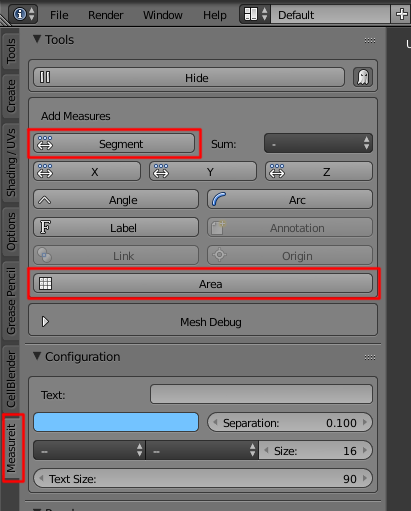 File Render Window Help Default
Tools
Hide
Add Measures
Segment Sum: -
X Y Z
Angle Arc
Label Annotation
Link Origin
Area
Mesh Debug
Configuration
Text:
Separation: 0.100
-- -- Size: 16
Text Size: 90
Tools
Create
Shading / UVs
Options
Grease Pencil
CellBlender
Measureit